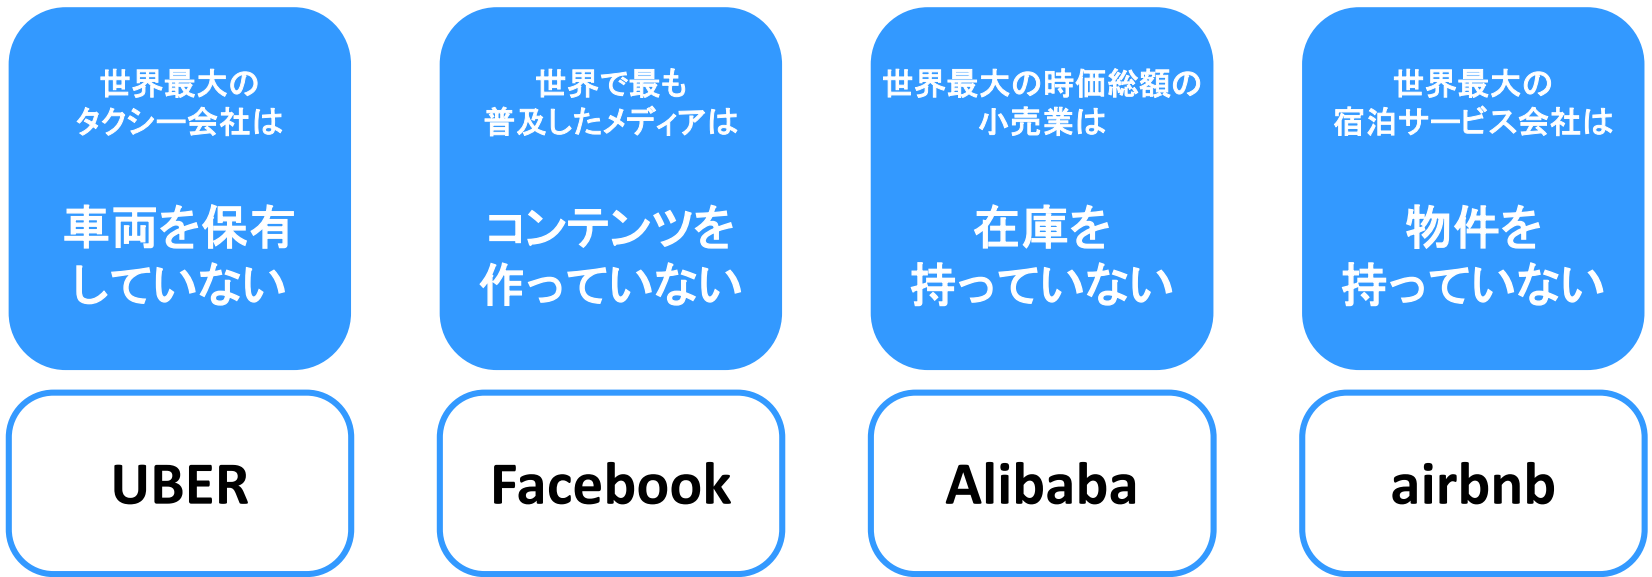 世界最大の
タクシー会社は
車両を保有
していない
UBER
世界で最も
普及したメディアは
コンテンツを
作っていない
Facebook
世界最大の時価総額の
小売業は
在庫を
持っていない
Alibaba
世界最大の
宿泊サービス会社は
物件を
持っていない
airbnb